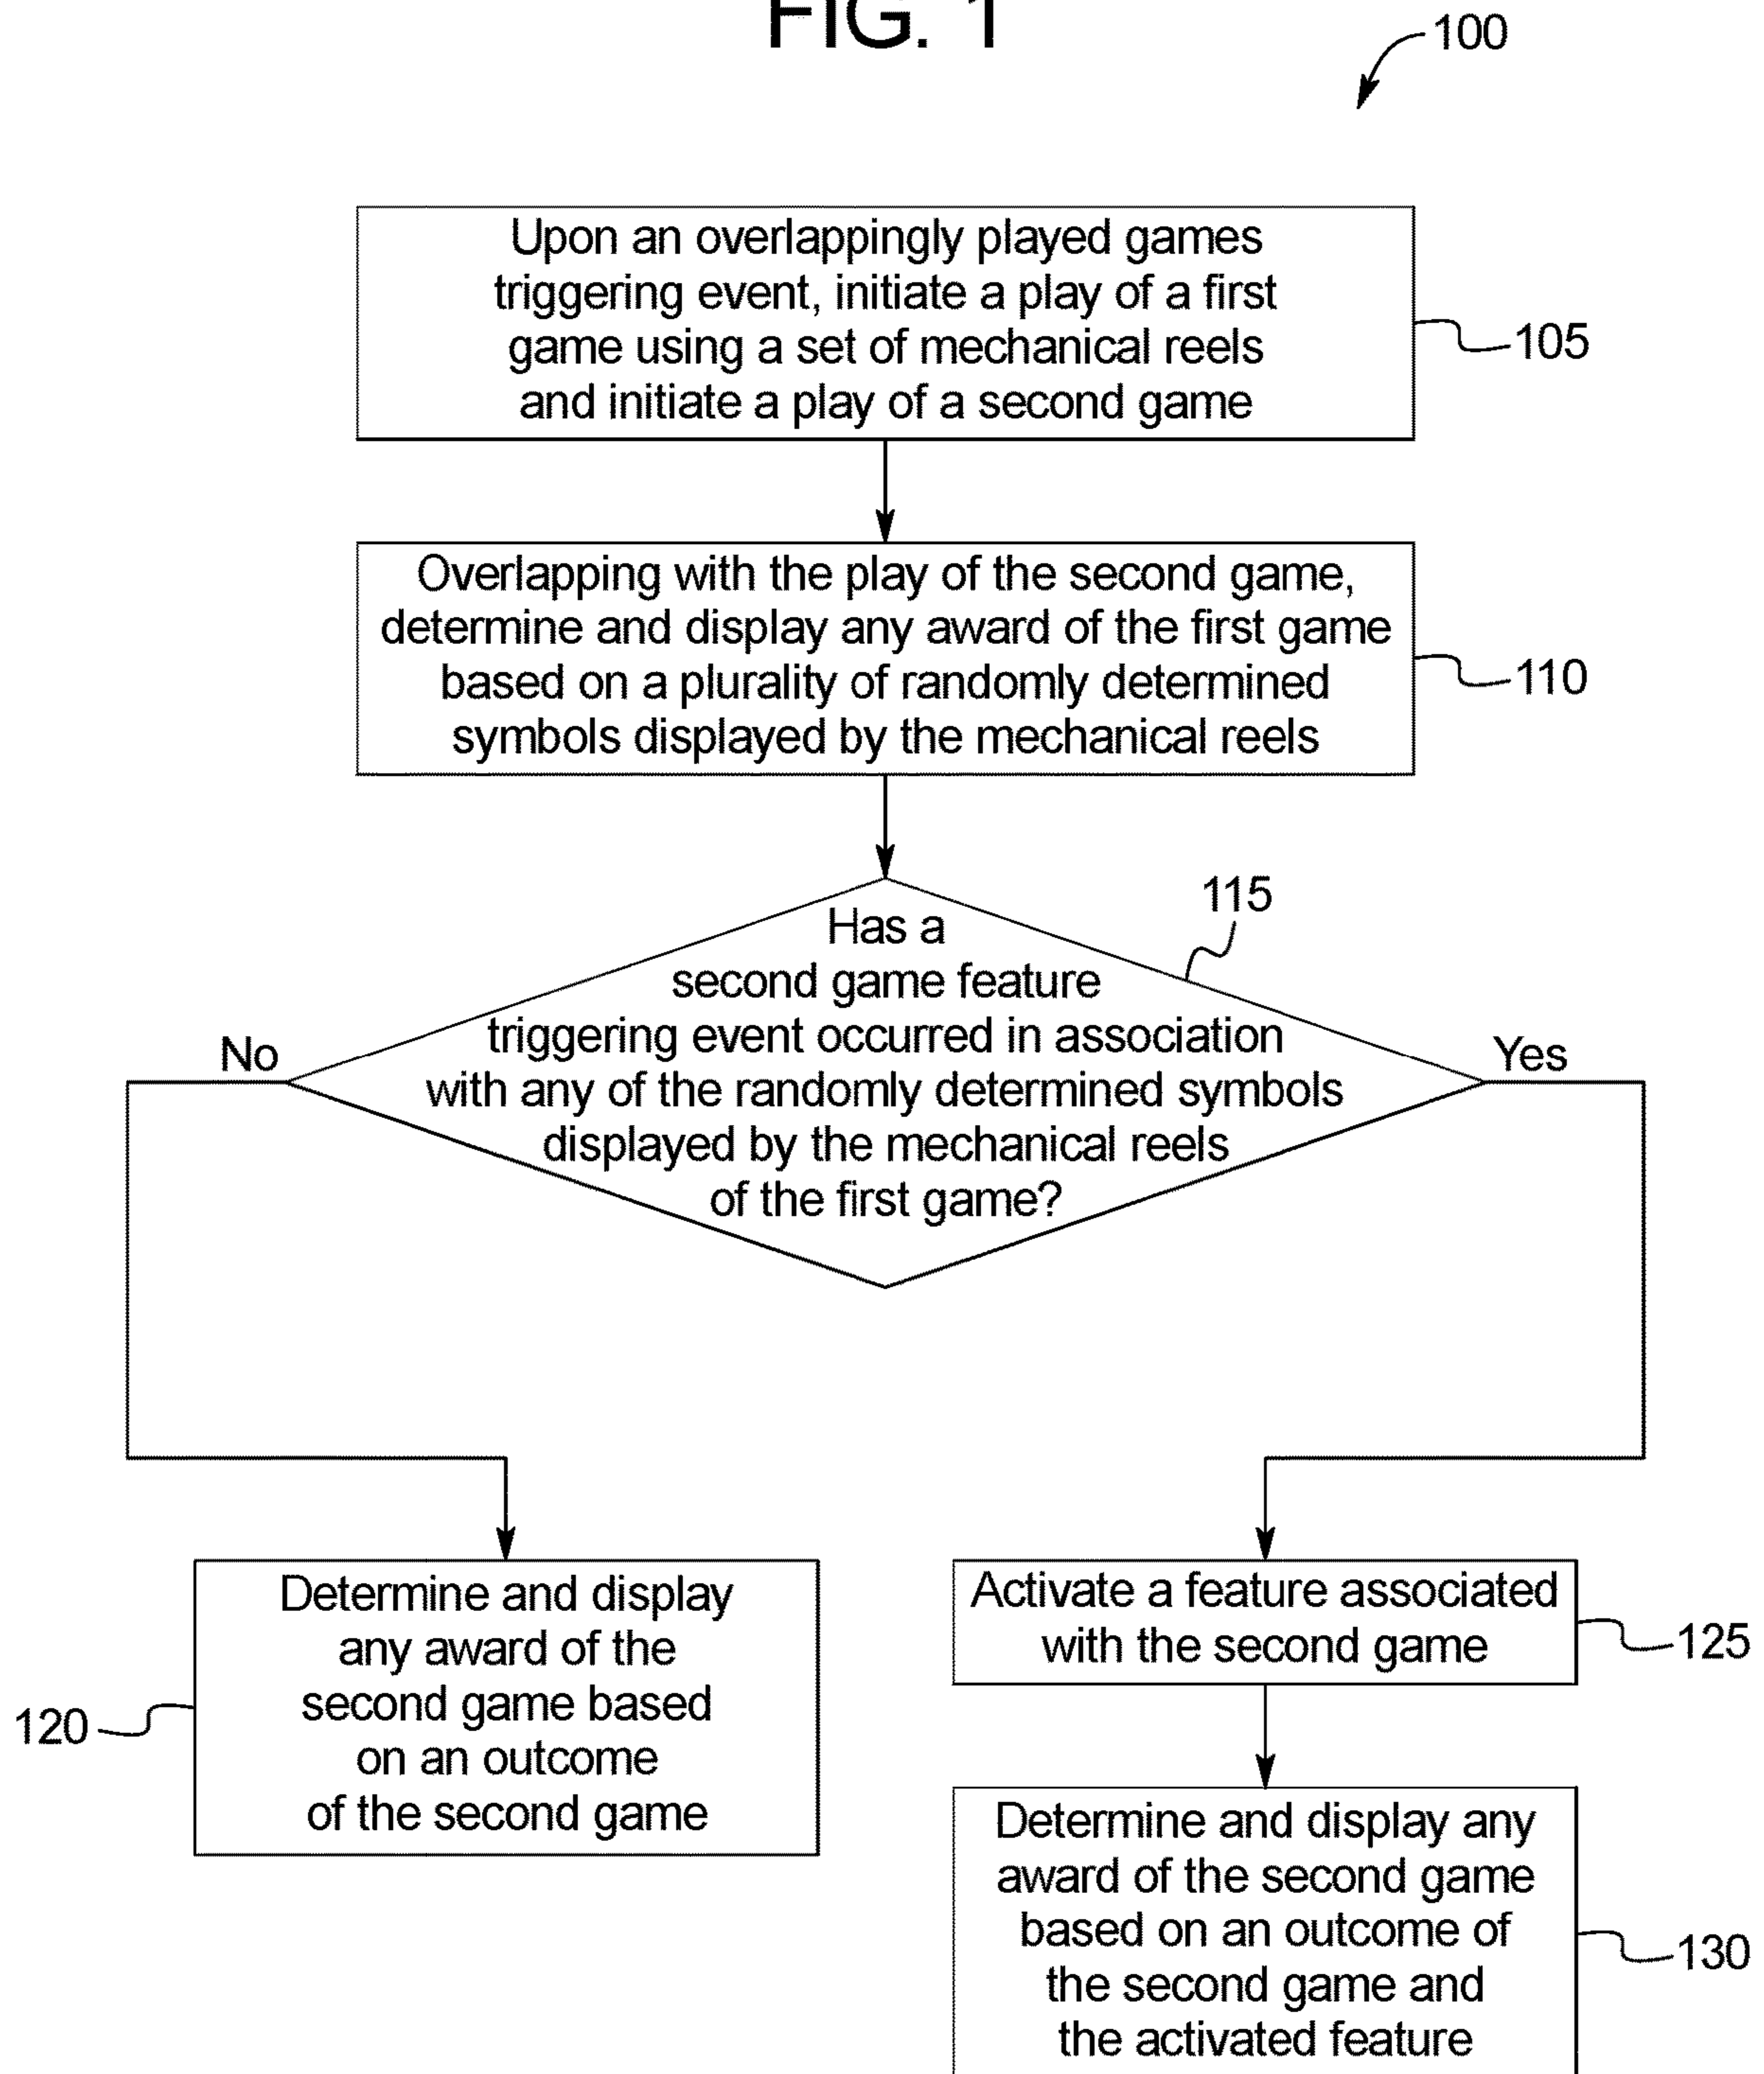 FIG. 1
100
Upon an overlappingly played games
triggering event, initiate a play of a first
game using a set of mechanical reels
and initiate a play of a second game
105
Overlapping with the play of the second game,
determine and display any award of the first game
based on a plurality of randomly determined
symbols displayed by the mechanical reels
110
115
Has a
second game feature
triggering event occurred in association
with any of the randomly determined symbols
displayed by the mechanical reels
of the first game?
No
Yes
Determine and display
any award of the
second game based
on an outcome
of the second game
120
Activate a feature associated
with the second game
125
Determine and display any
award of the second game
based on an outcome of
the second game and
the activated feature
130